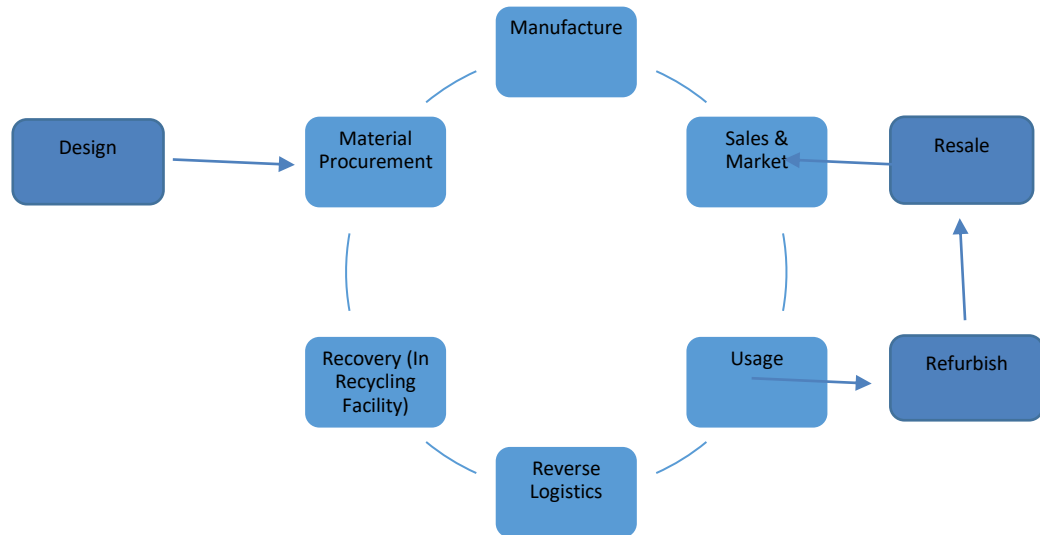 Manufacture
Design
Material
Procurement
Sales &
Market
Resale
Recovery (In
Recycling
Facility)
Usage
Refurbish
Reverse
Logistics